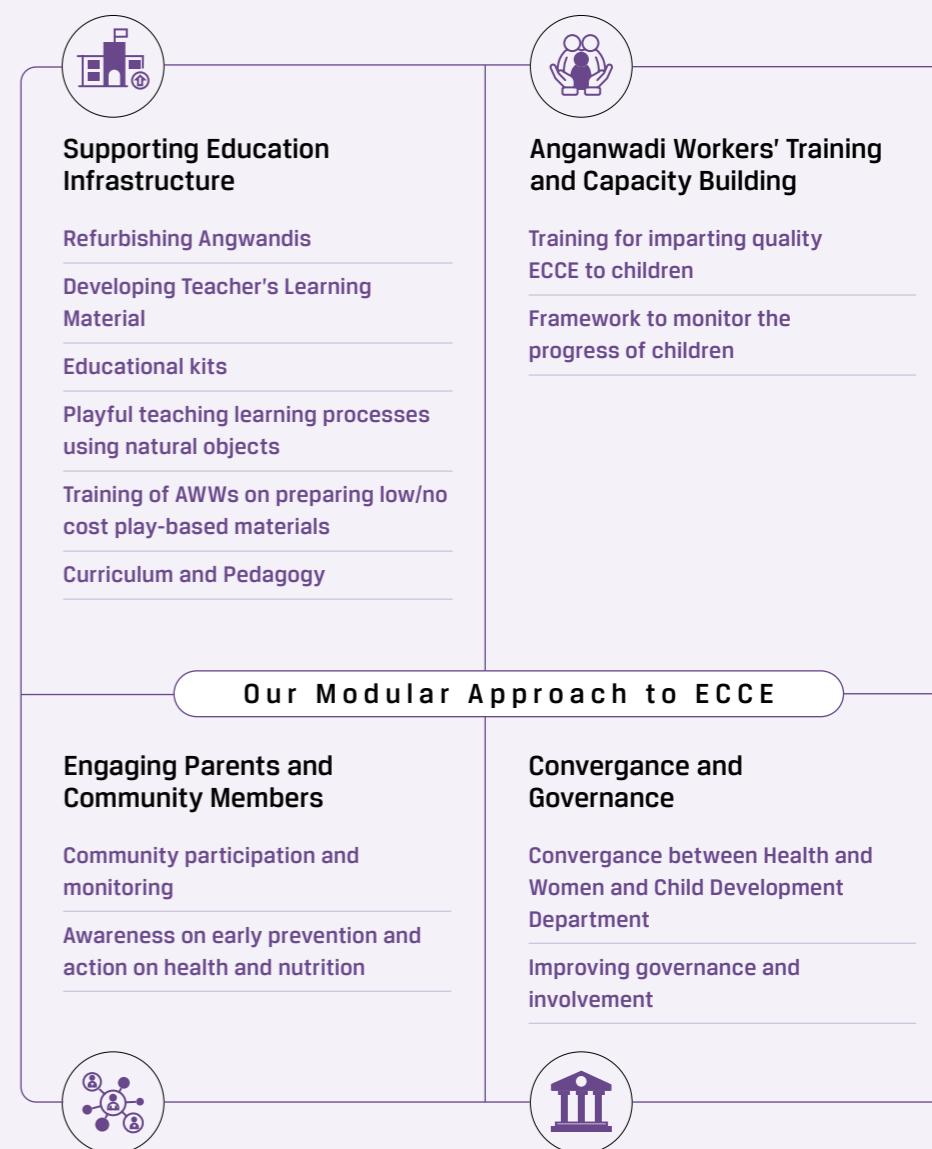 Supporting Education
Infrastructure
Refurbishing Angwandis
Developing Teacher's Learning
Material
Educational kits
Playful teaching learning processes
using natural objects
Training of AWWs on preparing low/no
cost play-based materials
Curriculum and Pedagogy
Anganwadi Workers' Training
and Capacity Building
Training for imparting quality
ECCE to children
Framework to monitor the
progress of children
Our Modular Approach to ECCE
Engaging Parents and
Community Members
Community participation and
monitoring
Awareness on early prevention and
action on health and nutrition
Convergance and
Governance
Convergance between Health and
Women and Child Development
Department
Improving governance and
involvement